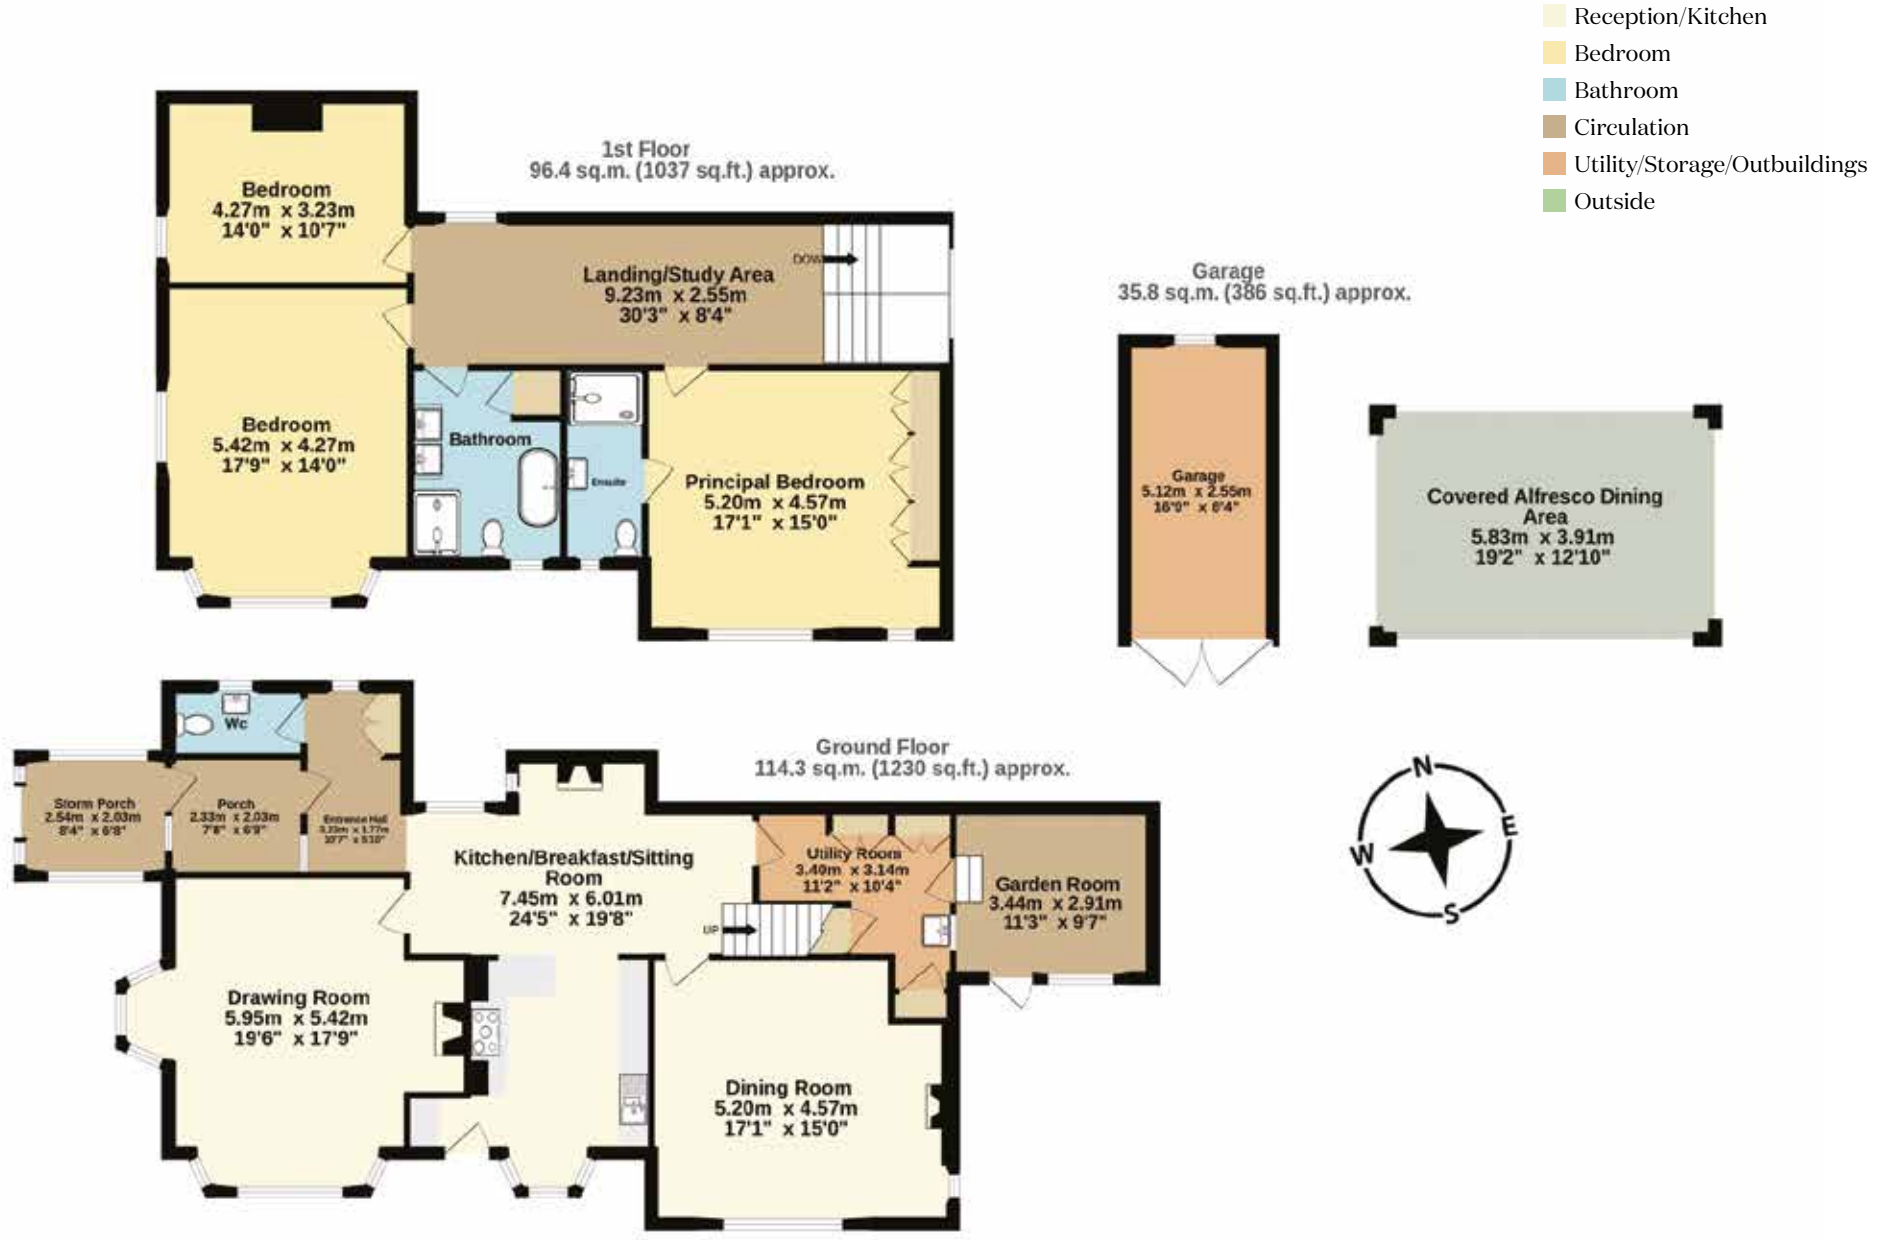 Reception/Kitchen
Bedroom
Bathroom
Circulation
Utility/Storage/Outbuildings
Outside
1st Floor
96.4 sq.m. (1037 sq.ft.) approx.
Bedroom
4.27m x 3.23m
14'0" x 10'7"
Landing/Study Area
9.23m x 2.55m
30'3" x 8'4"
DOWN
Bedroom
5.42m x 4.27m
17'9" x 14'0"
Bathroom
Ensuite
Principal Bedroom
5.20m x 4.57m
17'1" x 15'0"
Garage
35.8 sq.m. (386 sq.ft.) approx.
Garage
5.12m x 2.55m
Covered Alfresco Dining
Area
5.83m x 3.91m
19'2" x 12'10"
Ground Floor
114.3 sq.m. (1230 sq.ft.) approx.
Wc
Storm Porch
2.54m x 2.03m
8'4" x 6'8"
Porch
2.33m x 2.03m
7'8" x
Entrance Hall
Kitchen/Breakfast/Sitting
Room
7.45m x 6.01m
24'5" x 19'8"
UP
Utility Room
3.40m x 3.14m
11'2" x 10'4"
Garden Room
3.44m x 2.91m
11'3" x 9'7"
Drawing Room
5.95m x 5.42m
19'6" x 17'9"
Dining Room
5.20m x 4.57m
17'1" x 15'0"
N
E
W
S